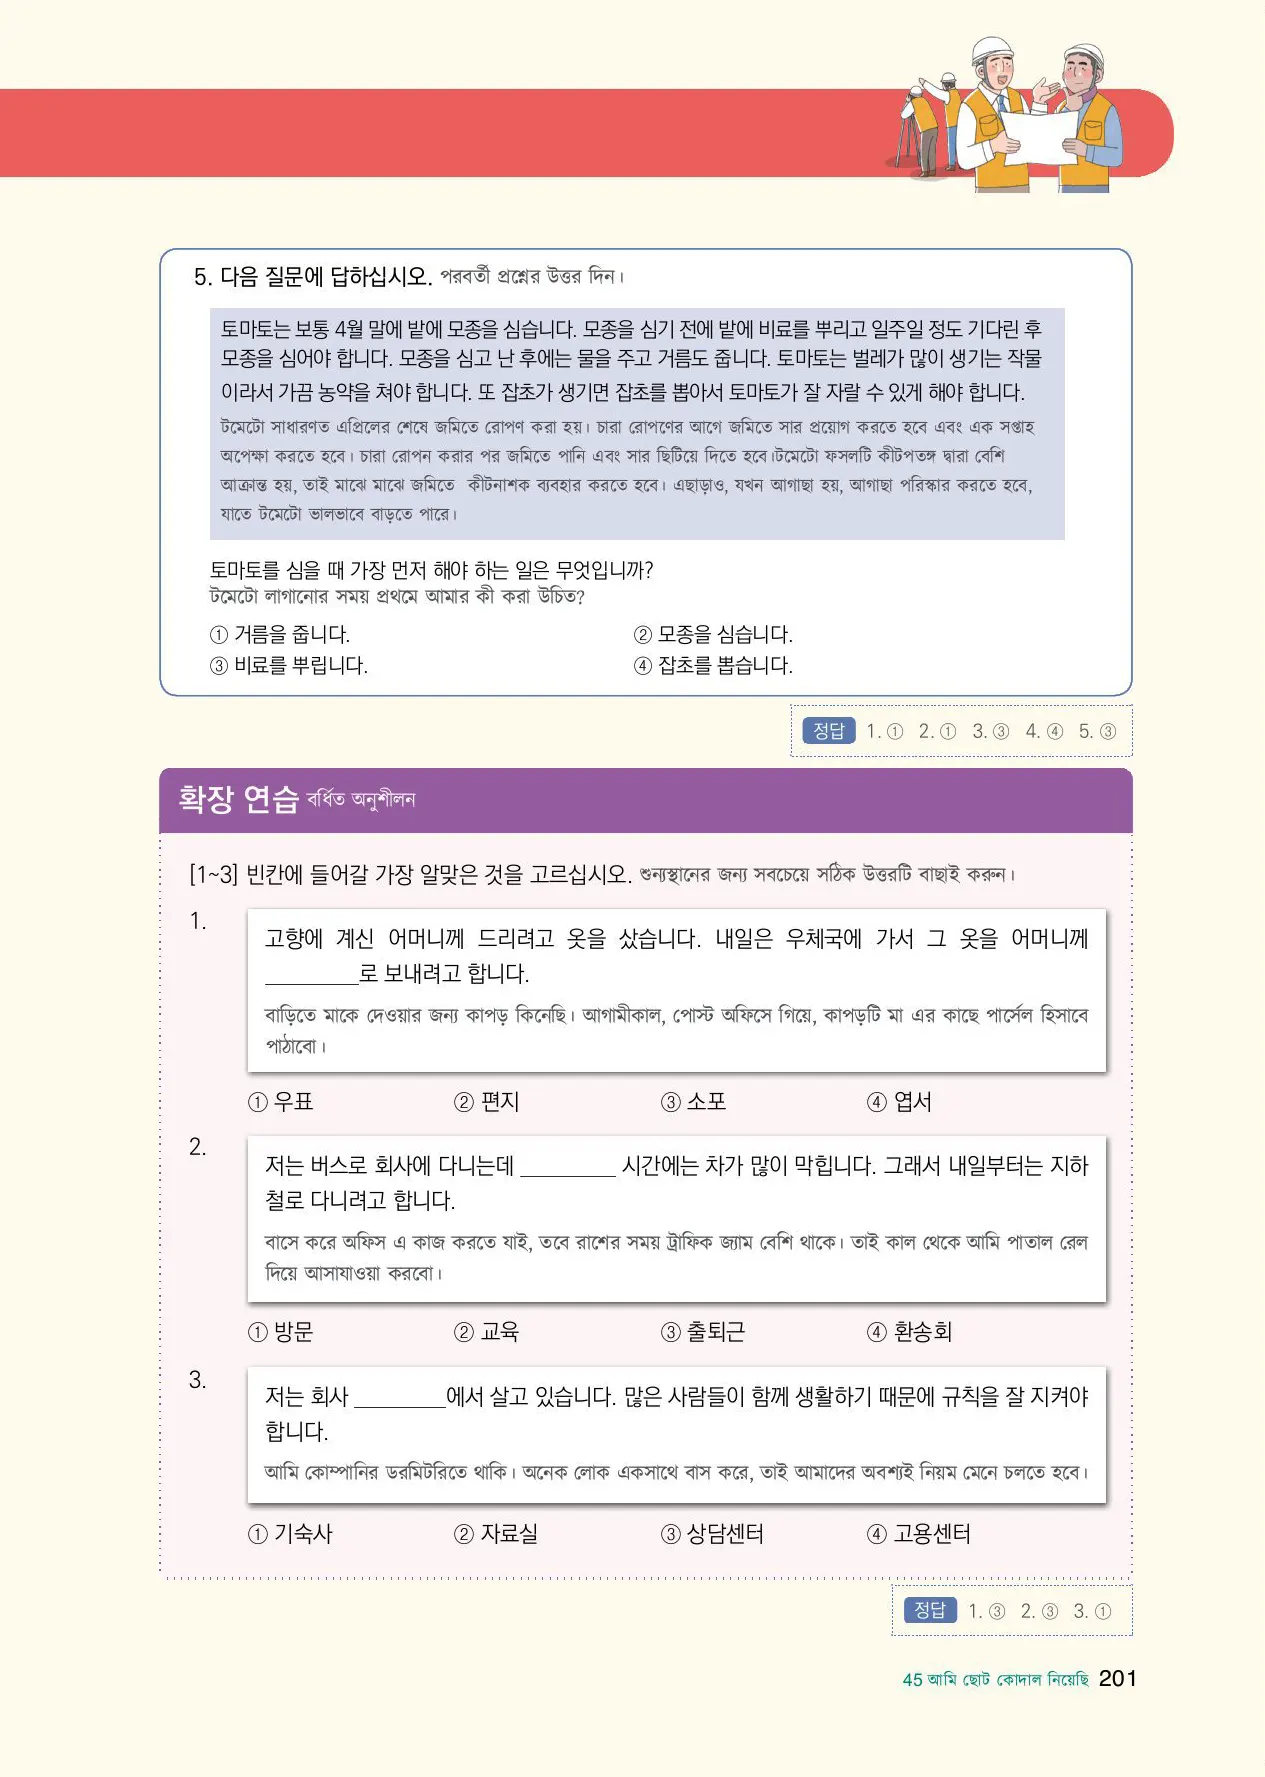 5. 다음 질문에 답하십시오. পরবর্তী প্রশ্নের উত্তর দিন।
토마토는 보통 4월 말에 밭에 모종을 심습니다. 모종을 심기 전에 밭에 비료를 뿌리고 일주일 정도 기다린 후
모종을 심어야 합니다. 모종을 심고 난 후에는 물을 주고 거름도 줍니다. 토마토는 벌레가 많이 생기는 작물
이라서 가끔 농약을 쳐야 합니다. 또 잡초가 생기면 잡초를 뽑아서 토마토가 잘 자랄 수 있게 해야 합니다.
টমেটো সাধারণত এপ্রিলের শেষে জমিতে রোপণ করা হয়। চারা রোপণের আগে জমিতে সার প্রয়োগ করতে হবে এবং এক সপ্তাহ
অপেক্ষা করতে হবে। চারা রোপন করার পর জমিতে পানি এবং সার ছিটিয়ে দিতে হবে।টমেটো ফসলটি কীটপতঙ্গ দ্বারা বেশি
আক্রান্ত হয়, তাই মাঝে মাঝে জমিতে কীটনাশক ব্যবহার করতে হবে। এছাড়াও, যখন আগাছা হয়, আগাছা পরিস্কার করতে হবে,
যাতে টমেটো ভালভাবে বাড়তে পারে।
토마토를 심을 때 가장 먼저 해야 하는 일은 무엇입니까?
টমেটো লাগানোর সময় প্রথমে আমার কী করা উচিত?
① 거름을 줍니다. ② 모종을 심습니다.
③ 비료를 뿌립니다. ④ 잡초를 뽑습니다.
정답 1. ① 2. ① 3. ③ 4. ④ 5. ③
확장 연습 বর্ধিত অনুশীলন
[1~3] 빈칸에 들어갈 가장 알맞은 것을 고르십시오. শুন্যস্থানের জন্য সবচেয়ে সঠিক উত্তরটি বাছাই করুন।
1.
고향에 계신 어머니께 드리려고 옷을 샀습니다. 내일은 우체국에 가서 그 옷을 어머니께
________로 보내려고 합니다.
বাড়িতে মাকে দেওয়ার জন্য কাপড় কিনেছি। আগামীকাল, পোস্ট অফিসে গিয়ে, কাপড়টি মা এর কাছে পার্সেল হিসাবে
পাঠাবো।
① 우표 ② 편지 ③ 소포 ④ 엽서
2.
저는 버스로 회사에 다니는데 ________ 시간에는 차가 많이 막힙니다. 그래서 내일부터는 지하
철로 다니려고 합니다.
বাসে করে অফিস এ কাজ করতে যাই, তবে রাশের সময় ট্রাফিক জ্যাম বেশি থাকে। তাই কাল থেকে আমি পাতাল রেল
দিয়ে আসাযাওয়া করবো।
① 방문 ② 교육 ③ 출퇴근 ④ 환송회
3.
저는 회사 ________에서 살고 있습니다. 많은 사람들이 함께 생활하기 때문에 규칙을 잘 지켜야
합니다.
আমি কোম্পানির ডরমিটরিতে থাকি। অনেক লোক একসাথে বাস করে, তাই আমাদের অবশ্যই নিয়ম মেনে চলতে হবে।
① 기숙사 ② 자료실 ③ 상담센터 ④ 고용센터
정답 1. ③ 2. ③ 3. ①
45 আমি ছোট কোদাল নিয়েছি 201